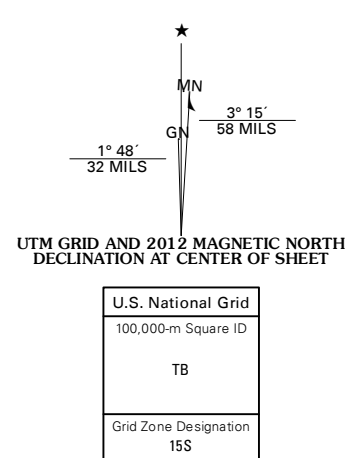 ★
MN
3° 15´
58 MILS
GN
1° 48´
32 MILS
UTM GRID AND 2012 MAGNETIC NORTH
DECLINATION AT CENTER OF SHEET
U.S. National Grid
100,000-m Square ID
TB
Grid Zone Designation
15S